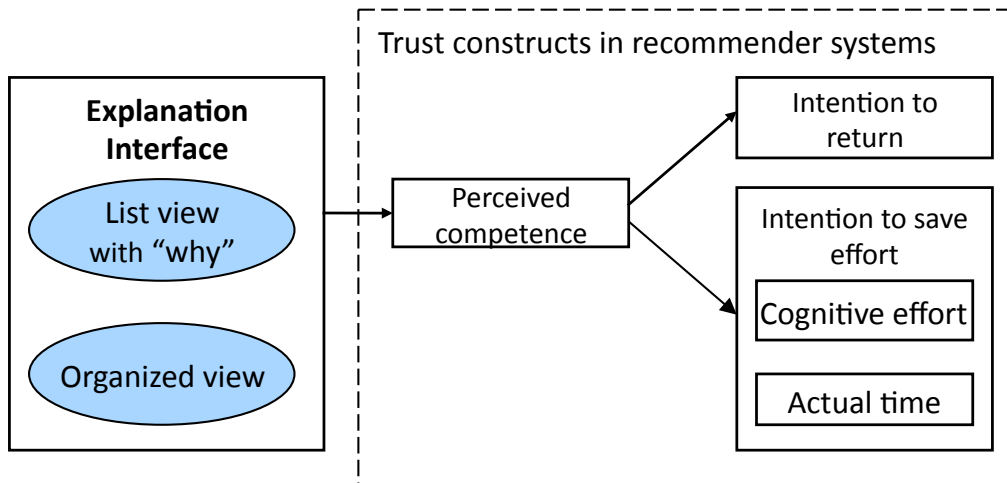 Trust constructs in recommender systems
Explanation
Interface
List view
with “why”
Organized view
Perceived
competence
Intention to
return
Intention to save
effort
Cognitive effort
Actual time